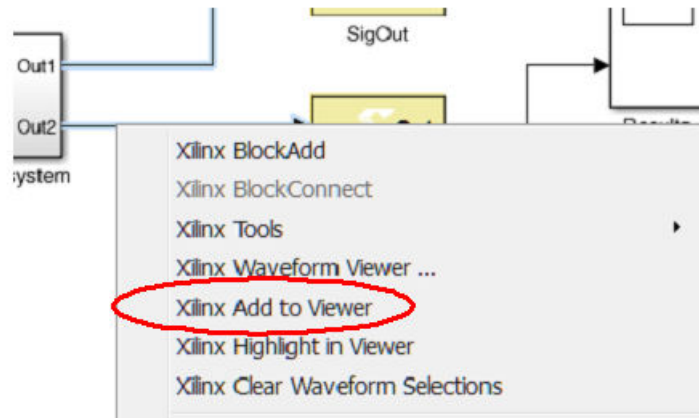 SigOut
Out1
Out2
ystem
Xilinx BlockAdd
Xilinx BlockConnect
Xilinx Tools
Xilinx Waveform Viewer ...
Xilinx Add to Viewer
Xilinx Highlight in Viewer
Xilinx Clear Waveform Selections